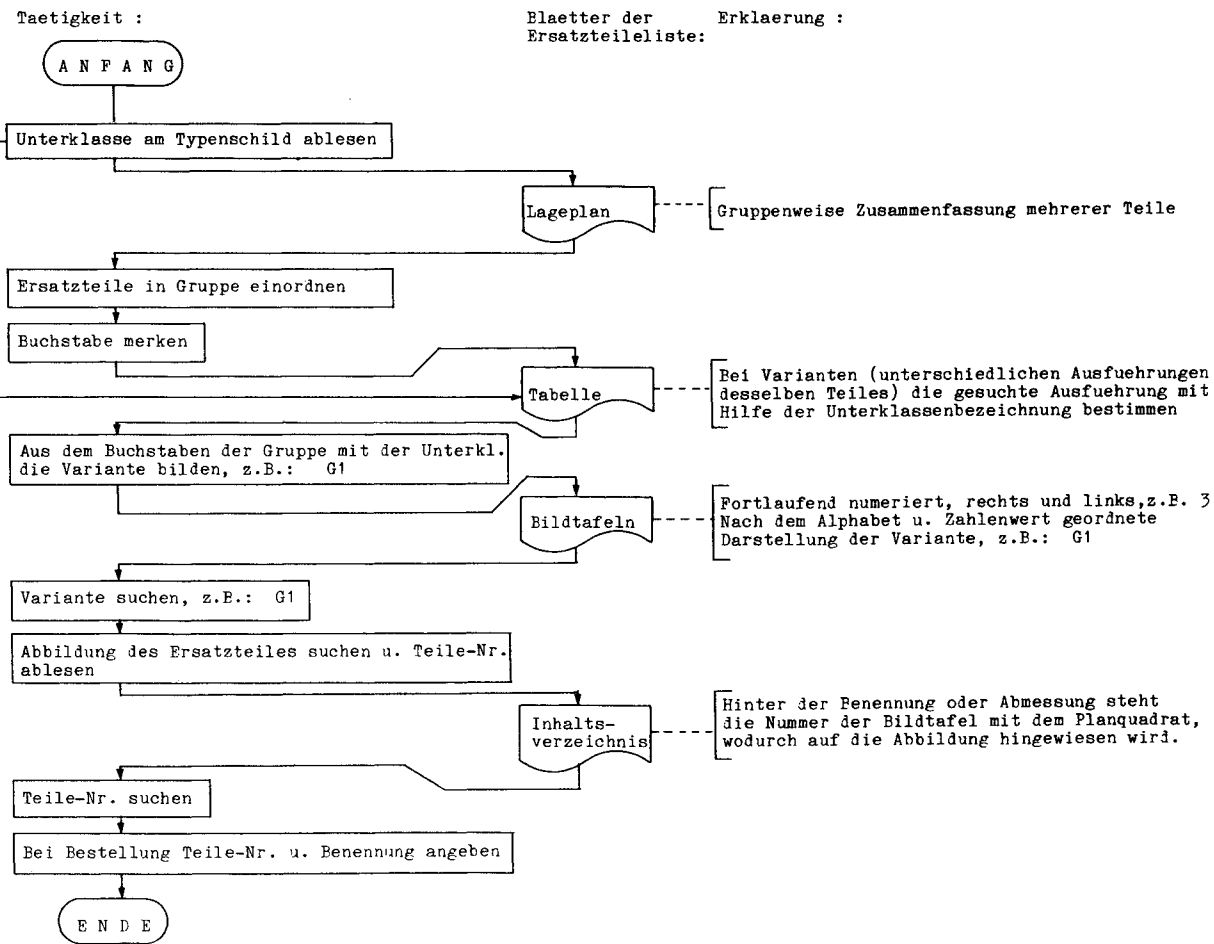 Taetigkeit :
Blaetter der
Ersatzteileliste:
Erklaerung :
A N F A N G
Unterklasse am Typenschild ablesen
Lageplan
Gruppenweise Zusammenfassung mehrerer Teile
Ersatzteile in Gruppe einordnen
Buchstabe merken
Tabelle
Bei Varianten (unterschiedlichen Ausfuehrungen
desselben Teiles) die gesuchte Ausfuehrung mit
Hilfe der Unterklassenbezeichnung bestimmen
Aus dem Buchstaben der Gruppe mit der Unterkl.
die Variante bilden, z.B.: G1
Bildtafeln
Fortlaufend numeriert, rechts und links,z.B. 3
Nach dem Alphabet u. Zahlenwert geordnete
Darstellung der Variante, z.B.: G1
Variante suchen, z.B.: G1
Abbildung des Ersatzteiles suchen u. Teile-Nr.
ablesen
Inhalts-
verzeichnis
Hinter der Benennung oder Abmessung steht
die Nummer der Bildtafel mit dem Planquadrat,
wodurch auf die Abbildung hingewiesen wird.
Teile-Nr. suchen
Bei Bestellung Teile-Nr. u. Benennung angeben
E N D E